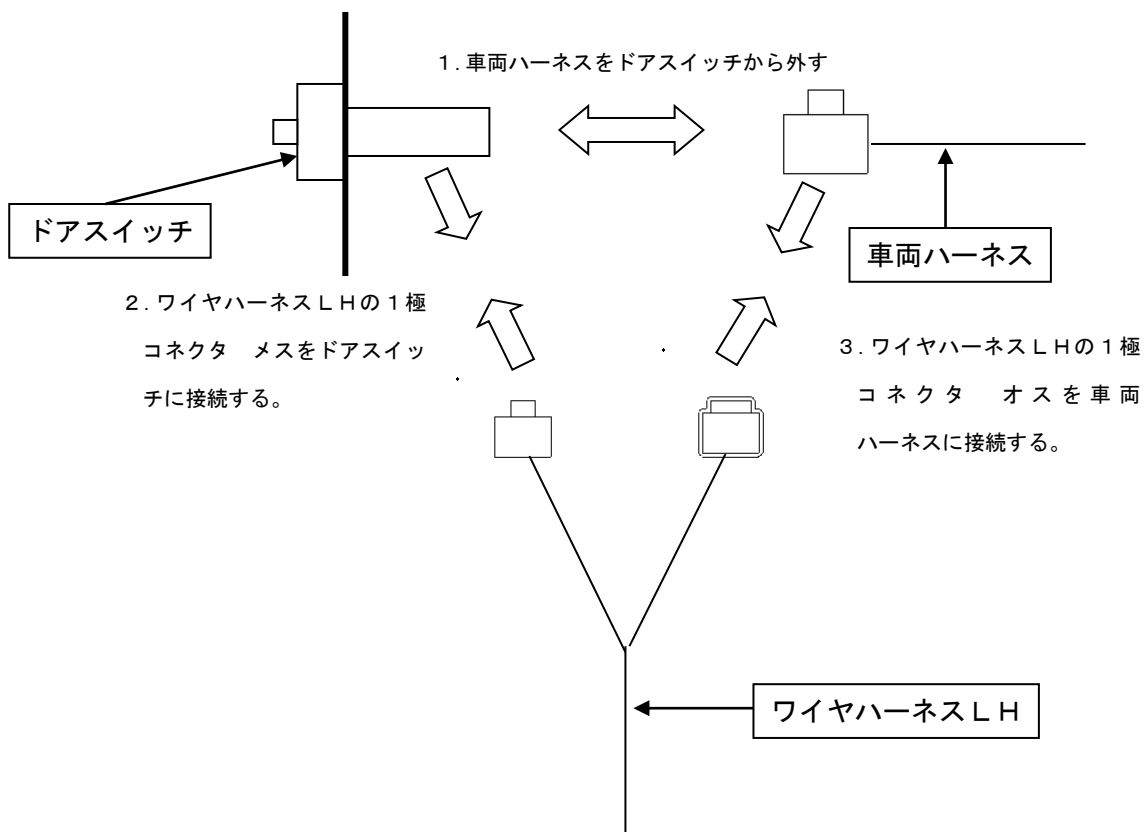 1．車両ハーネスをドアスイッチから外す
ドアスイッチ
車両ハーネス
2．ワイヤハーネスＬＨの1極
コネクタ　メスをドアスイッ
チに接続する。
3．ワイヤハーネスＬＨの1極
コネクタ　オスを車両
ハーネスに接続する。
ワイヤハーネスＬＨ